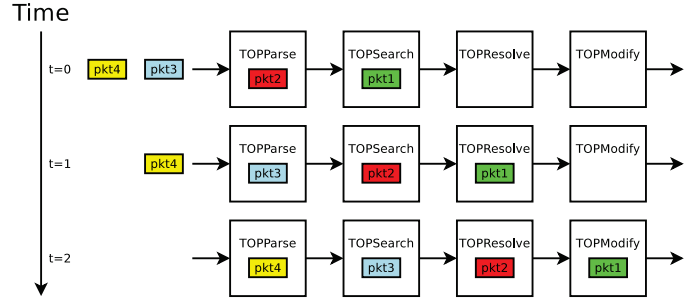 Time
TOPParse TOPSearch TOPResolve TOPModify
t=0 pkt4 pkt3 pkt2 pkt1
TOPParse TOPSearch TOPResolve TOPModify
t=1 pkt4 pkt3 pkt2 pkt1
TOPParse TOPSearch TOPResolve TOPModify
t=2 pkt4 pkt3 pkt2 pkt1